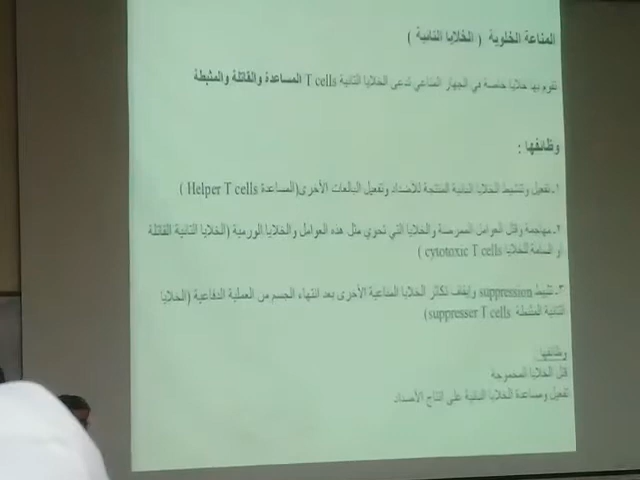 المناعة الخلوية ( الخلايا التائية )
تقوم بها خلايا خاصة في الجهاز المناعي تدعى الخلايا التائية T cells المساعدة والقاتلة والمثبطة
وظائفها :
١- تفعيل وتنشيط الخلايا البائية المنتجة للأضداد وتفعيل البالعات الأخرى(المساعدة Helper T cells )
٢- مهاجمة وقتل العوامل الممرضة والخلايا التي تحوي مثل هذه العوامل والخلايا الورمية (الخلايا التائية القاتلة
او السامة للخلايا cytotoxic T cells )
٣- تثبيط suppression وإيقاف تكاثر الخلايا المناعية الأخرى بعد انتهاء الجسم من العملية الدفاعية (الخلايا
التائية المثبطة suppresser T cells)
وظائفها
قتل الخلايا المخموجة
تفعيل ومساعدة الخلايا البائية على إنتاج الأضداد